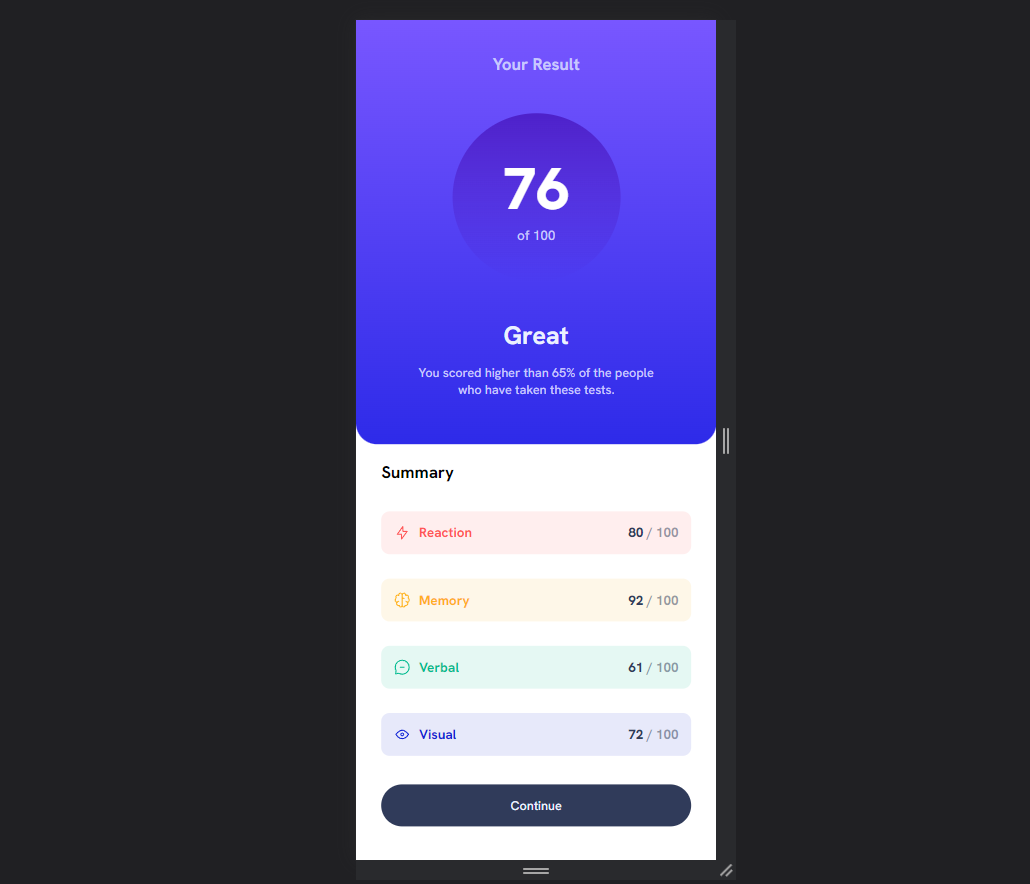 Your Result
76
of 100
Great
You scored higher than 65% of the people
who have taken these tests.
Summary
Reaction 80 / 100
Memory 92 / 100
Verbal 61 / 100
Visual 72 / 100
Continue